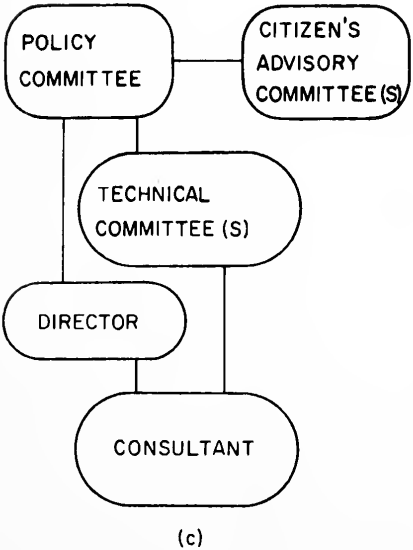 POLICY
COMMITTEE
CITIZEN'S
ADVISORY
COMMITTEE(S)
TECHNICAL
COMMITTEE (S)
DIRECTOR
CONSULTANT
(c)